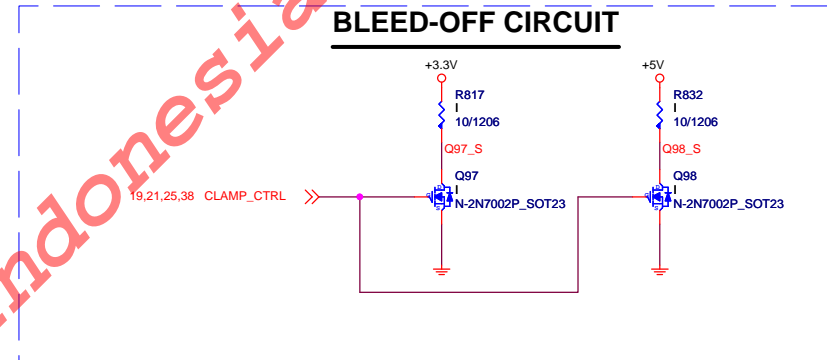 BLEED-OFF CIRCUIT
+3.3V
+5V
R817
I
10/1206
R832
I
10/1206
Q97_S
Q98_S
Q97
I
N-2N7002P_SOT23
Q98
I
N-2N7002P_SOT23
19,21,25,38 CLAMP_CTRL
ndonesia